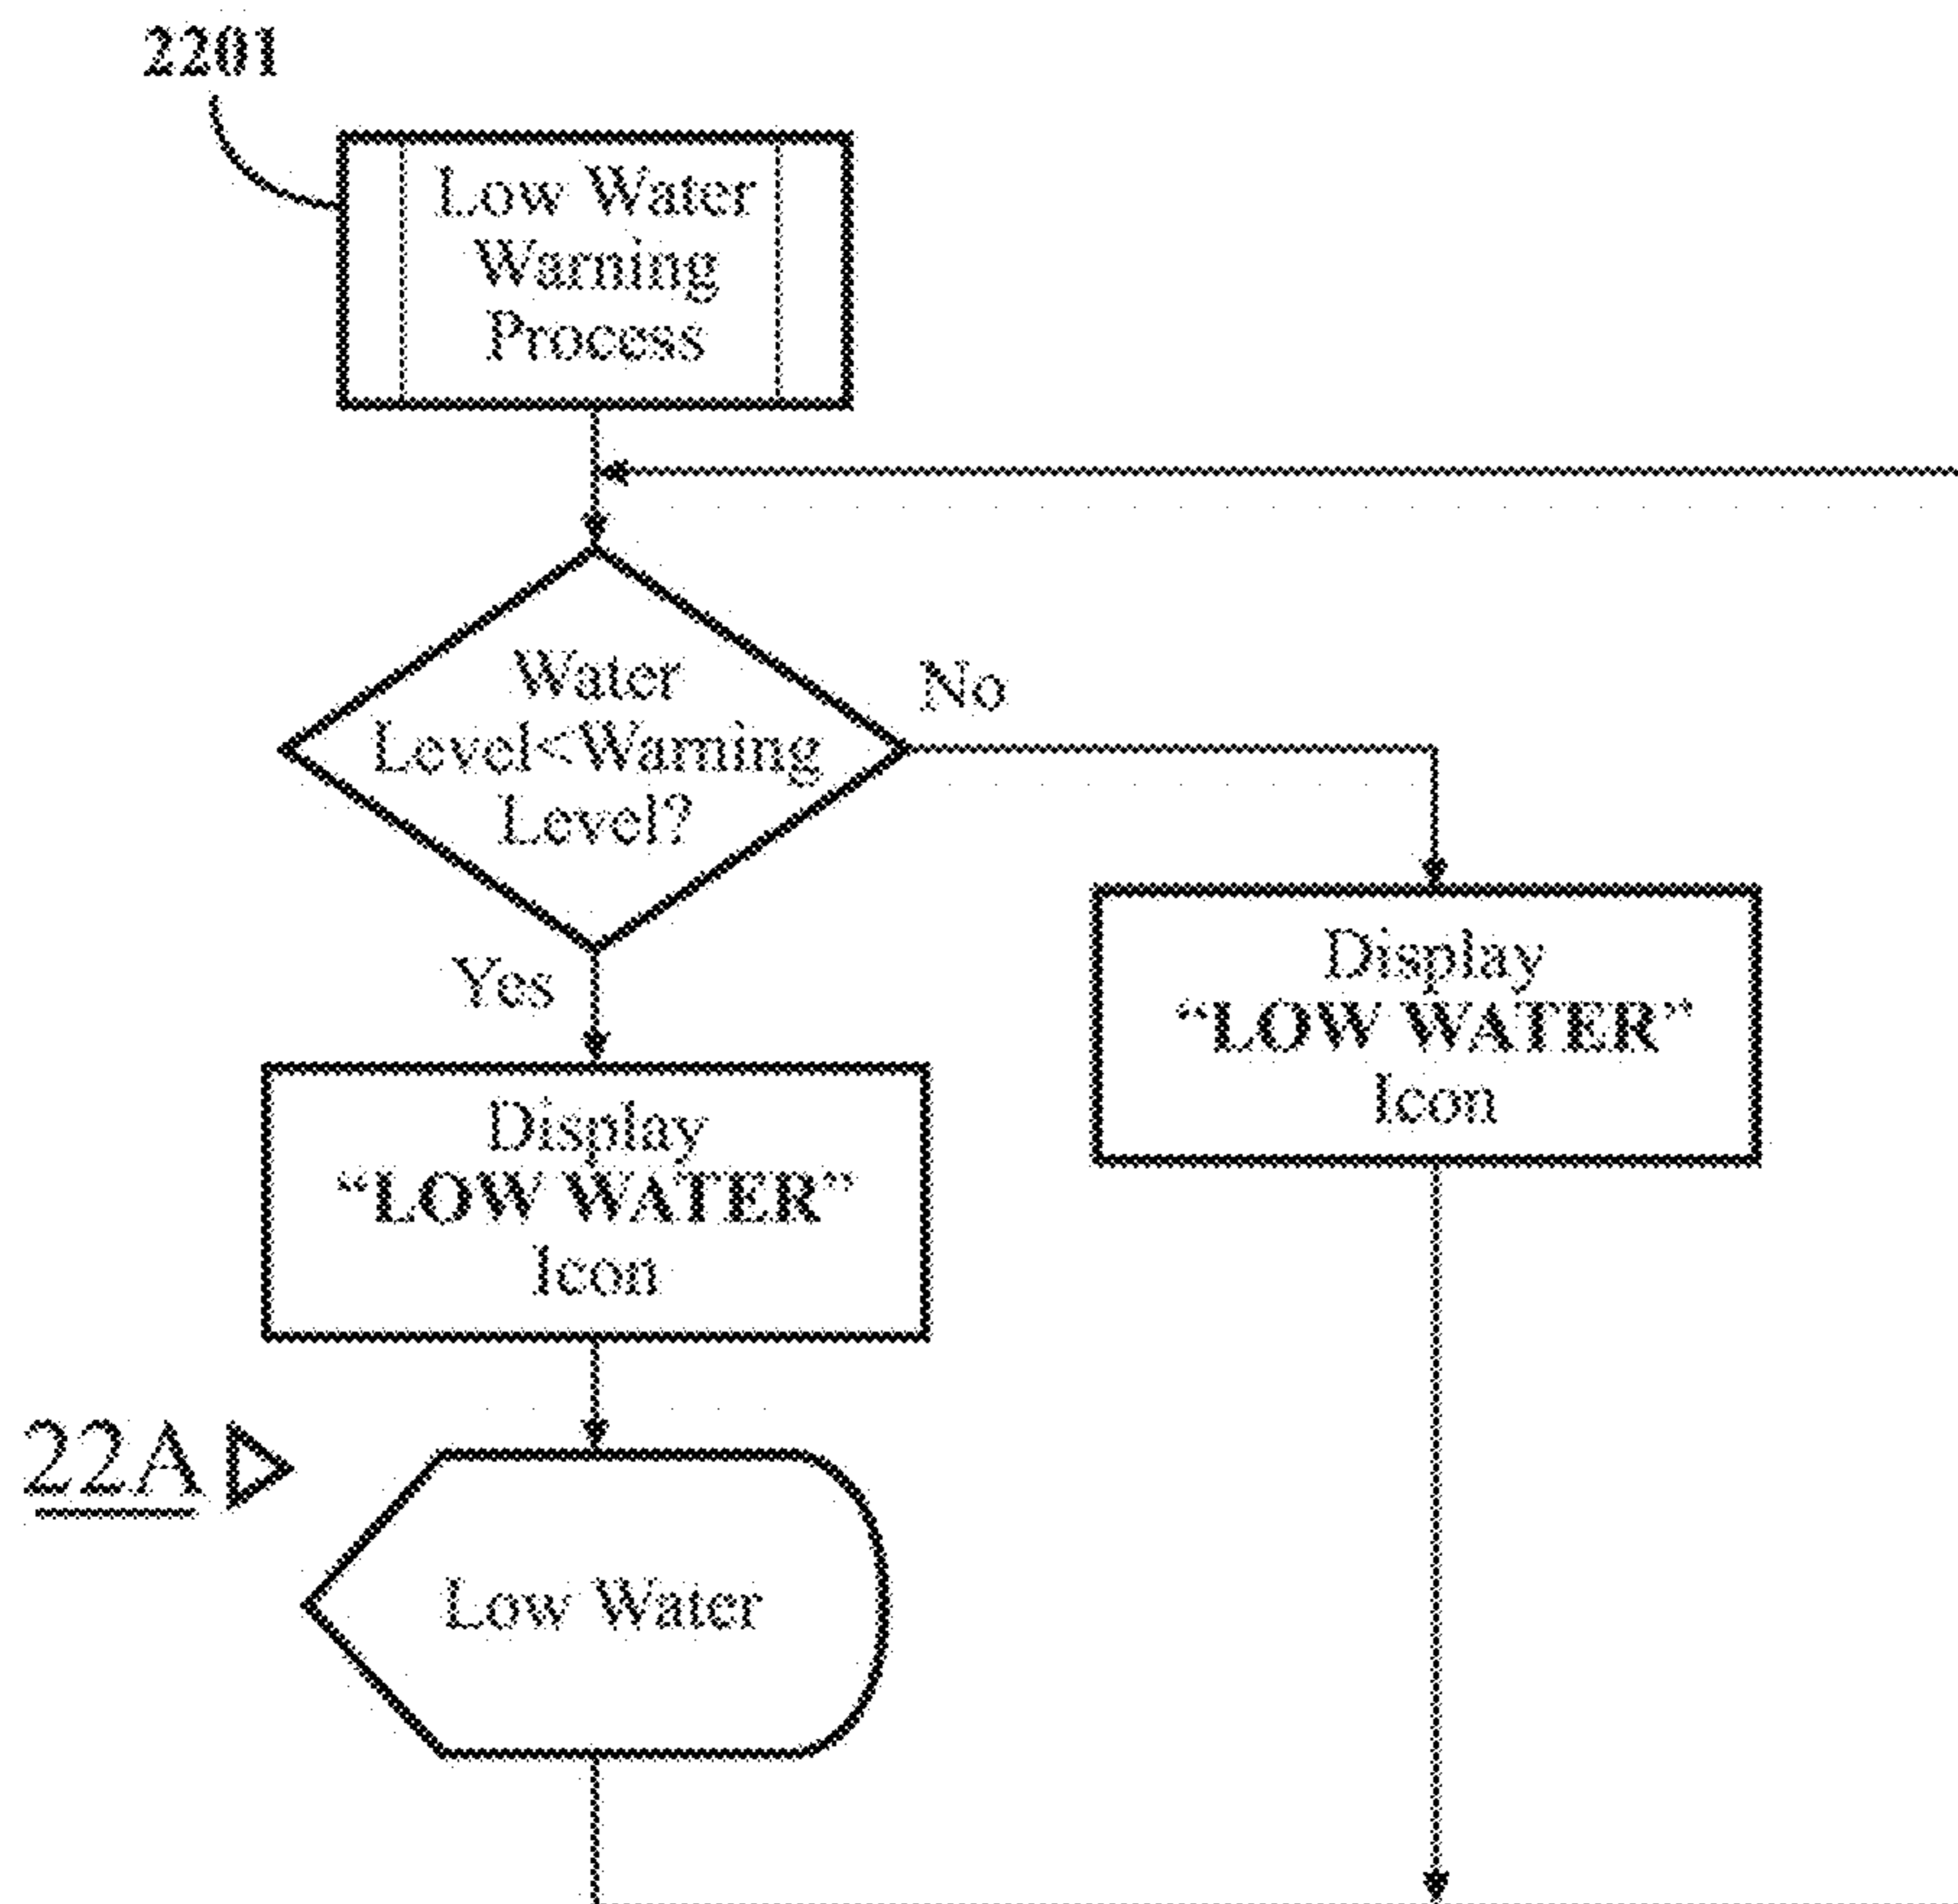 2201
Low Water
Warning
Process
Water
Level<Warning
Level?
No
Yes
Display
“LOW WATER”
Icon
Display
“LOW WATER”
Icon
22A
Low Water